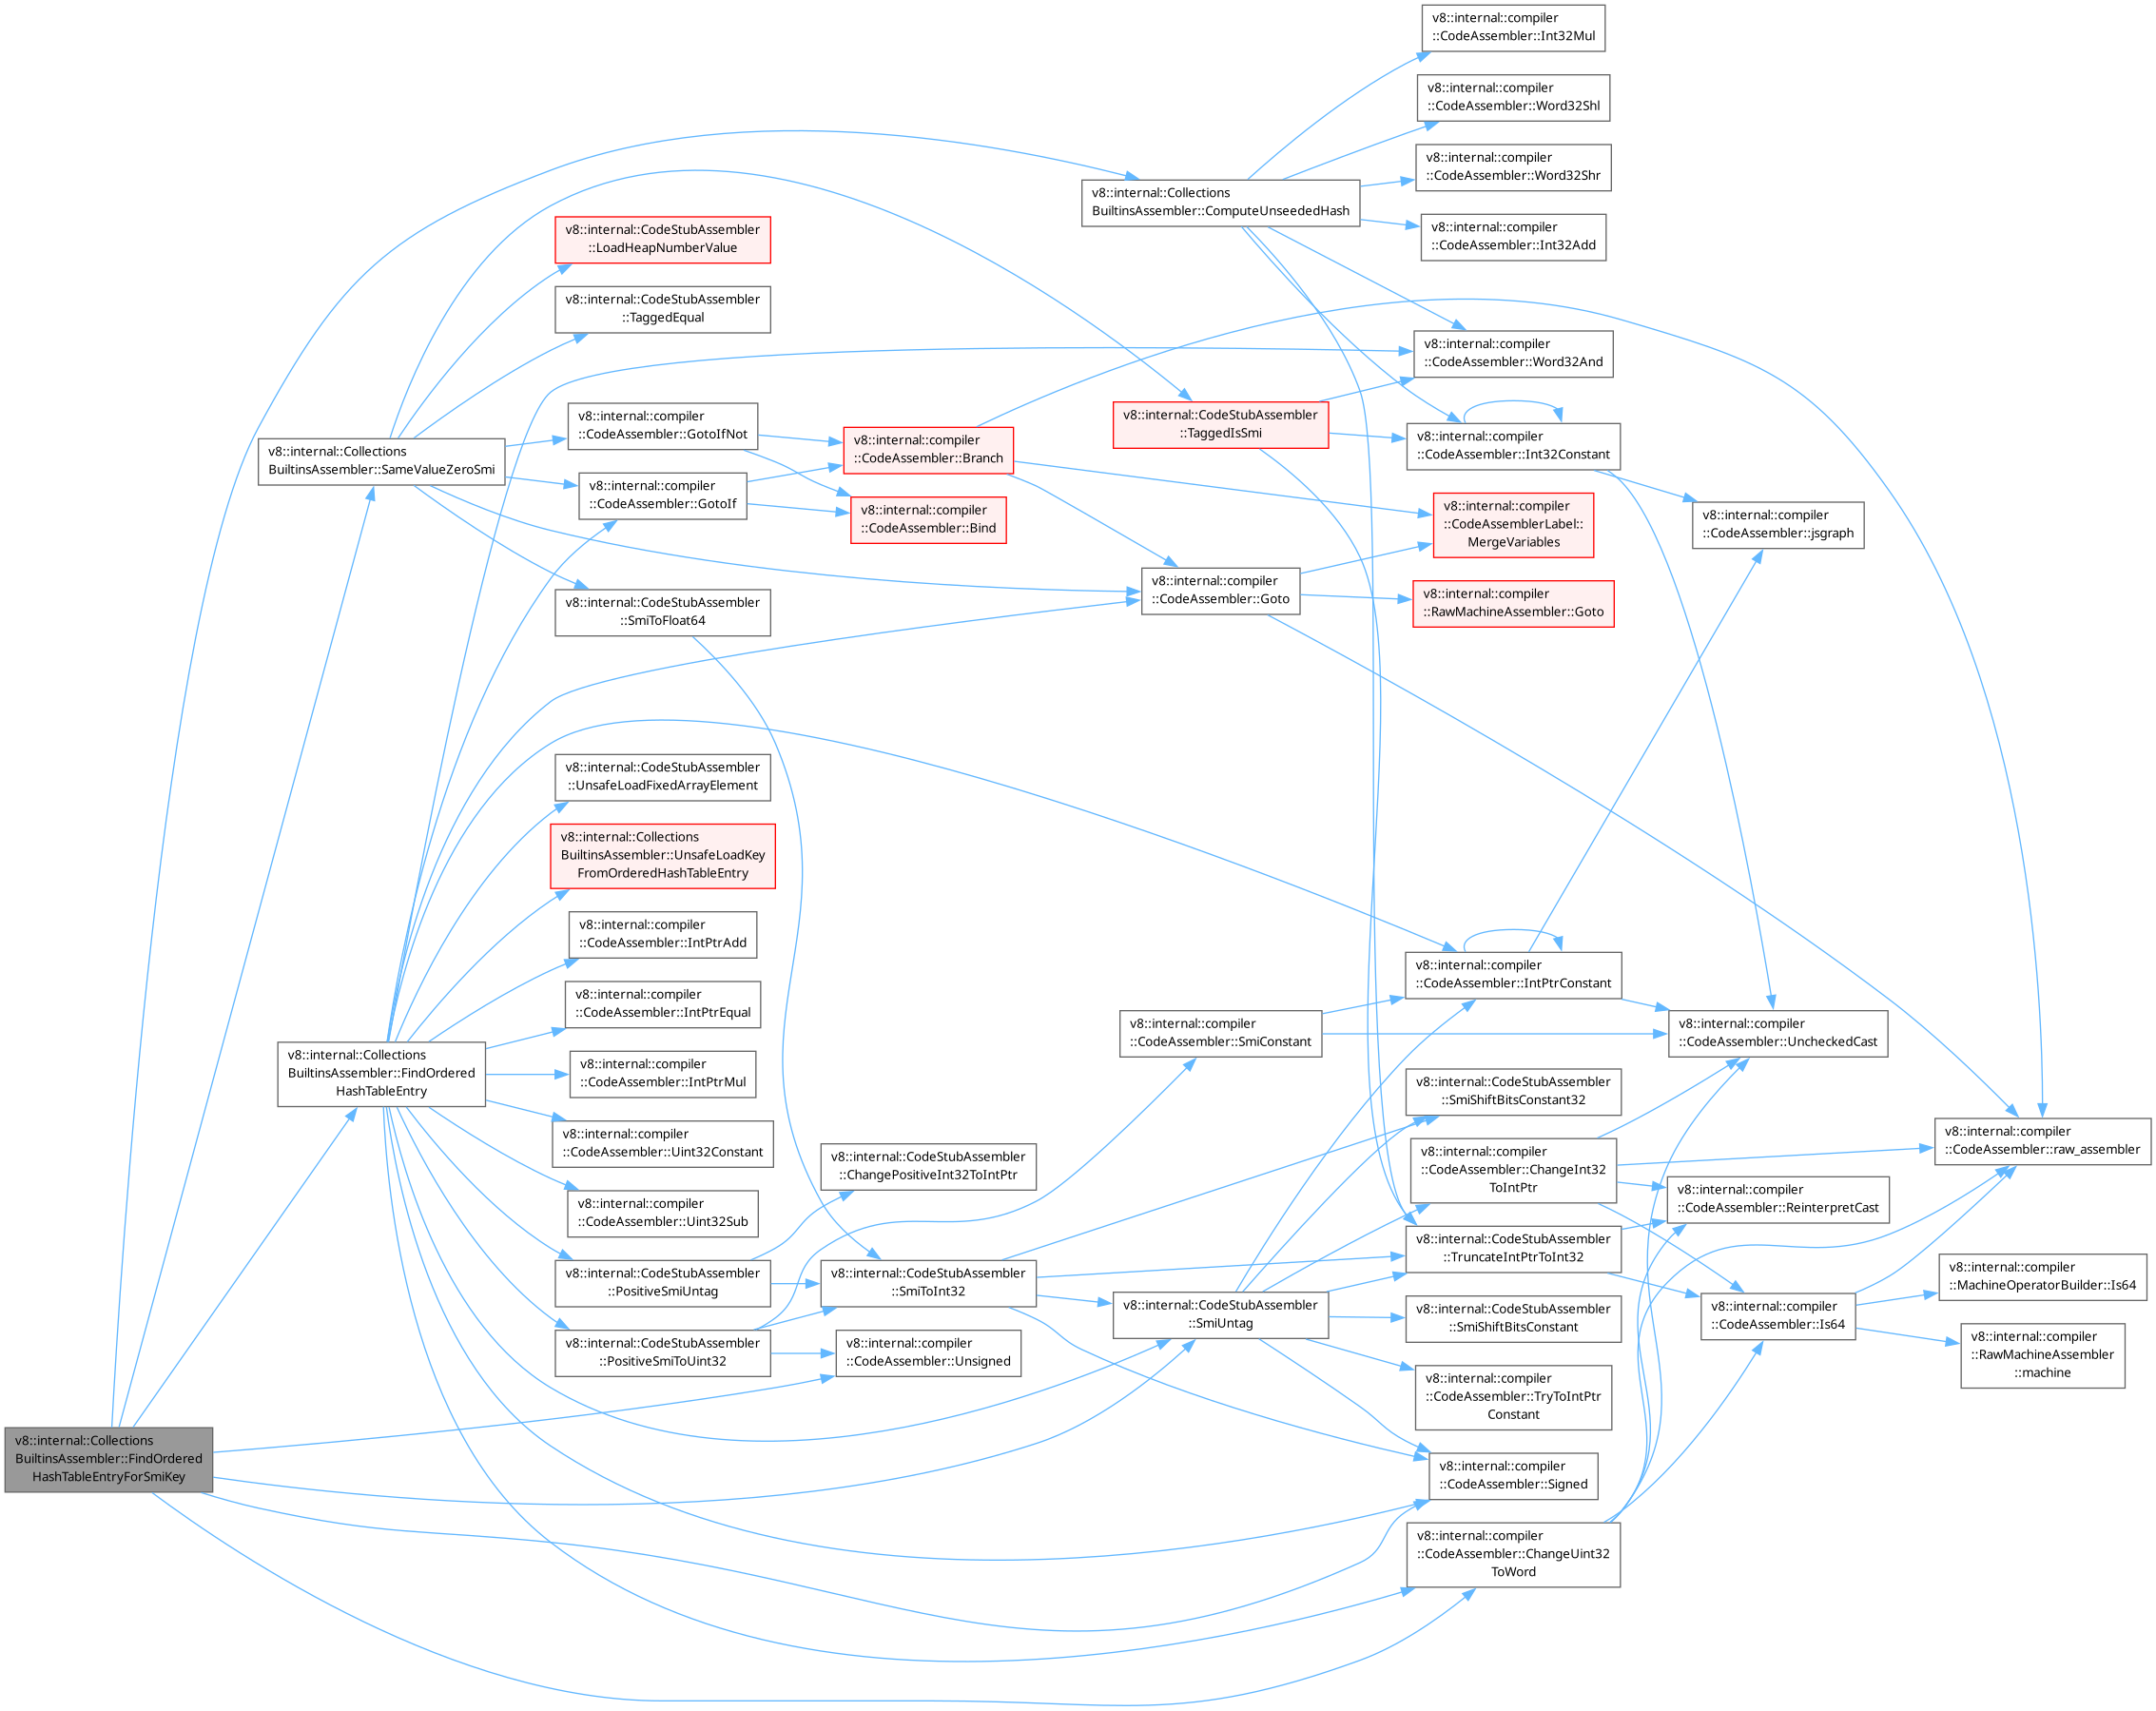 v8::internal::Collections
BuiltinsAssembler::FindOrdered
HashTableEntryForSmiKey
v8::internal::Collections
BuiltinsAssembler::SameValueZeroSmi
v8::internal::Collections
BuiltinsAssembler::FindOrdered
HashTableEntry
v8::internal::CodeStubAssembler
::LoadHeapNumberValue
v8::internal::CodeStubAssembler
::TaggedEqual
v8::internal::compiler
::CodeAssembler::GotoIfNot
v8::internal::compiler
::CodeAssembler::GotoIf
v8::internal::CodeStubAssembler
::SmiToFloat64
v8::internal::CodeStubAssembler
::UnsafeLoadFixedArrayElement
v8::internal::Collections
BuiltinsAssembler::UnsafeLoadKey
FromOrderedHashTableEntry
v8::internal::compiler
::CodeAssembler::IntPtrAdd
v8::internal::compiler
::CodeAssembler::IntPtrEqual
v8::internal::compiler
::CodeAssembler::IntPtrMul
v8::internal::compiler
::CodeAssembler::Uint32Constant
v8::internal::compiler
::CodeAssembler::Uint32Sub
v8::internal::CodeStubAssembler
::PositiveSmiUntag
v8::internal::CodeStubAssembler
::PositiveSmiToUint32
v8::internal::compiler
::CodeAssembler::Branch
v8::internal::compiler
::CodeAssembler::Bind
v8::internal::CodeStubAssembler
::ChangePositiveInt32ToIntPtr
v8::internal::CodeStubAssembler
::SmiToInt32
v8::internal::compiler
::CodeAssembler::Unsigned
v8::internal::Collections
BuiltinsAssembler::ComputeUnseededHash
v8::internal::CodeStubAssembler
::TaggedIsSmi
v8::internal::compiler
::CodeAssembler::Goto
v8::internal::compiler
::CodeAssembler::SmiConstant
v8::internal::CodeStubAssembler
::SmiUntag
v8::internal::compiler
::CodeAssembler::Int32Mul
v8::internal::compiler
::CodeAssembler::Word32Shl
v8::internal::compiler
::CodeAssembler::Word32Shr
v8::internal::compiler
::CodeAssembler::Int32Add
v8::internal::compiler
::CodeAssembler::Word32And
v8::internal::compiler
::CodeAssembler::Int32Constant
v8::internal::compiler
::CodeAssemblerLabel::
MergeVariables
v8::internal::compiler
::RawMachineAssembler::Goto
v8::internal::compiler
::CodeAssembler::IntPtrConstant
v8::internal::CodeStubAssembler
::SmiShiftBitsConstant32
v8::internal::compiler
::CodeAssembler::ChangeInt32
ToIntPtr
v8::internal::CodeStubAssembler
::TruncateIntPtrToInt32
v8::internal::CodeStubAssembler
::SmiShiftBitsConstant
v8::internal::compiler
::CodeAssembler::TryToIntPtr
Constant
v8::internal::compiler
::CodeAssembler::Signed
v8::internal::compiler
::CodeAssembler::ChangeUint32
ToWord
v8::internal::compiler
::CodeAssembler::jsgraph
v8::internal::compiler
::CodeAssembler::UncheckedCast
v8::internal::compiler
::CodeAssembler::ReinterpretCast
v8::internal::compiler
::CodeAssembler::Is64
v8::internal::compiler
::CodeAssembler::raw_assembler
v8::internal::compiler
::MachineOperatorBuilder::Is64
v8::internal::compiler
::RawMachineAssembler
::machine